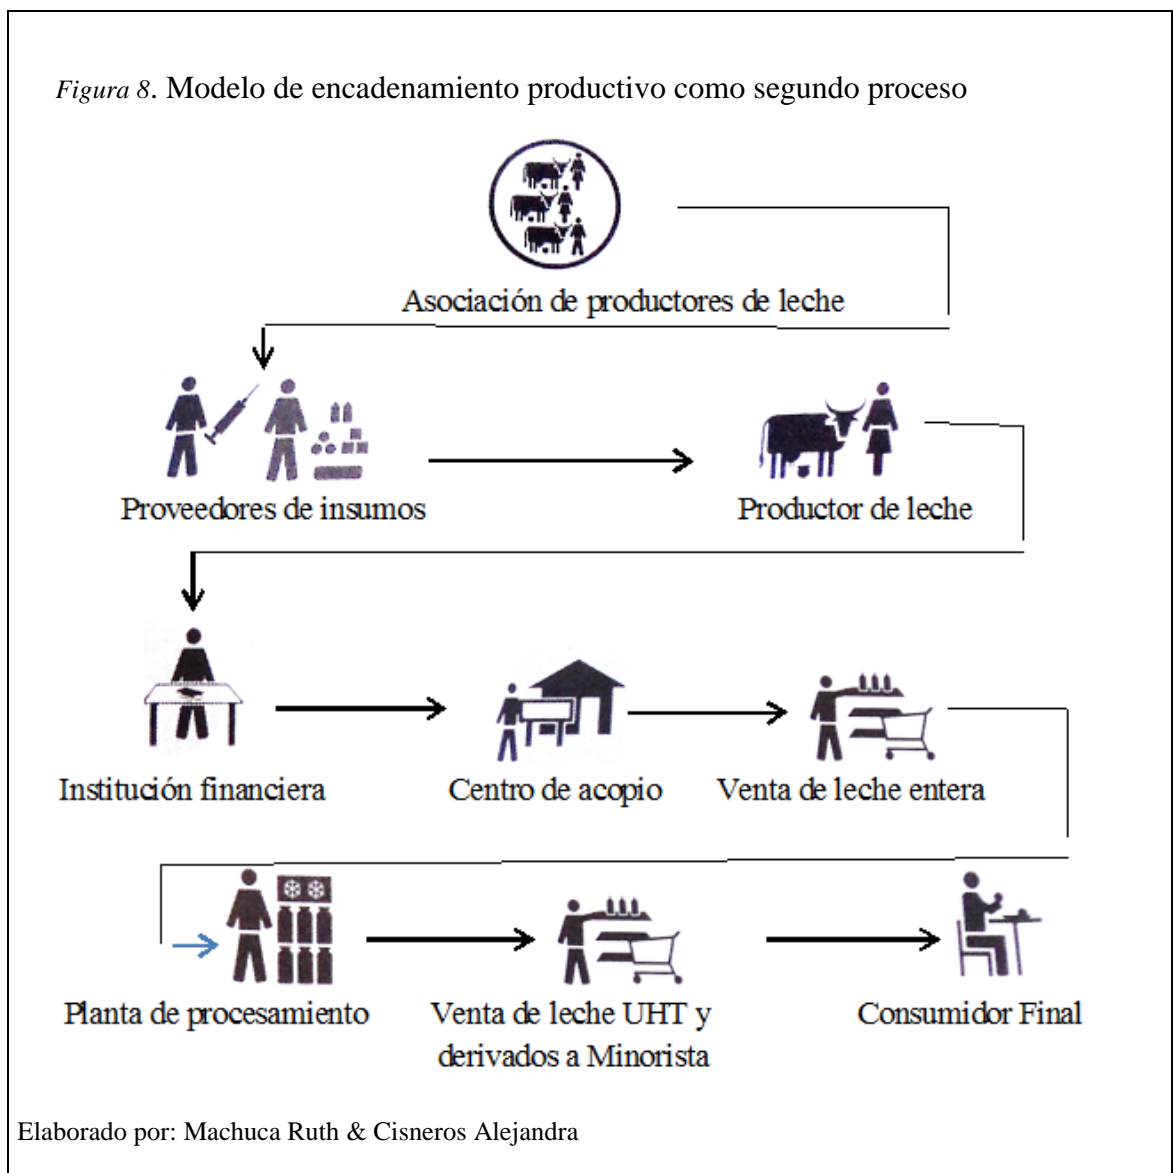 Figura 8. Modelo de encadenamiento productivo como segundo proceso
Asociación de productores de leche
Proveedores de insumos
Productor de leche
Institución financiera
Centro de acopio
Venta de leche entera
Planta de procesamiento
Venta de leche UHT y
derivados a Minorista
Consumidor Final
Elaborado por: Machuca Ruth & Cisneros Alejandra